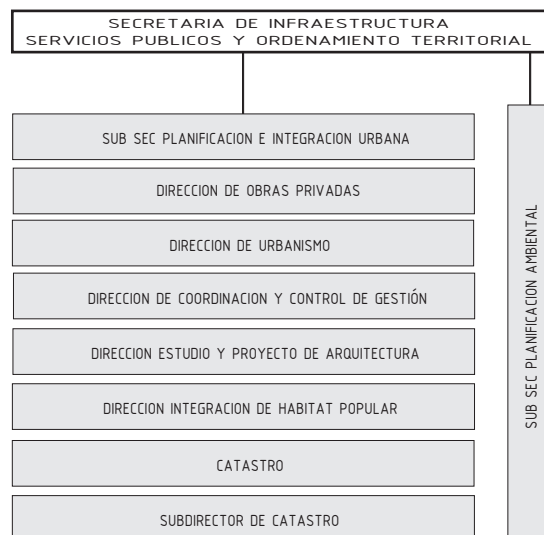 SECRETARIA DE INFRAESTRUCTURA
SERVICIOS PUBLICOS Y ORDENAMIENTO TERRITORIAL
SUB SEC PLANIFICACION E INTEGRACION URBANA
DIRECCION DE OBRAS PRIVADAS
DIRECCION DE URBANISMO
DIRECCION DE COORDINACION Y CONTROL DE GESTIÓN
DIRECCION ESTUDIO Y PROYECTO DE ARQUITECTURA
DIRECCION INTEGRACION DE HABITAT POPULAR
CATASTRO
SUBDIRECTOR DE CATASTRO
SUB SEC PLANIFICACION AMBIENTAL